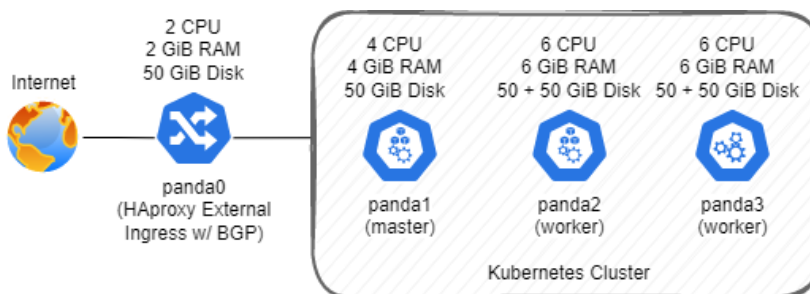 Internet
2 CPU
2 GiB RAM
50 GiB Disk
panda0
(HAproxy External
Ingress w/ BGP)
4 CPU
4 GiB RAM
50 GiB Disk
panda1
(master)
6 CPU
6 GiB RAM
50 + 50 GiB Disk
panda2
(worker)
6 CPU
6 GiB RAM
50 + 50 GiB Disk
panda3
(worker)
Kubernetes Cluster